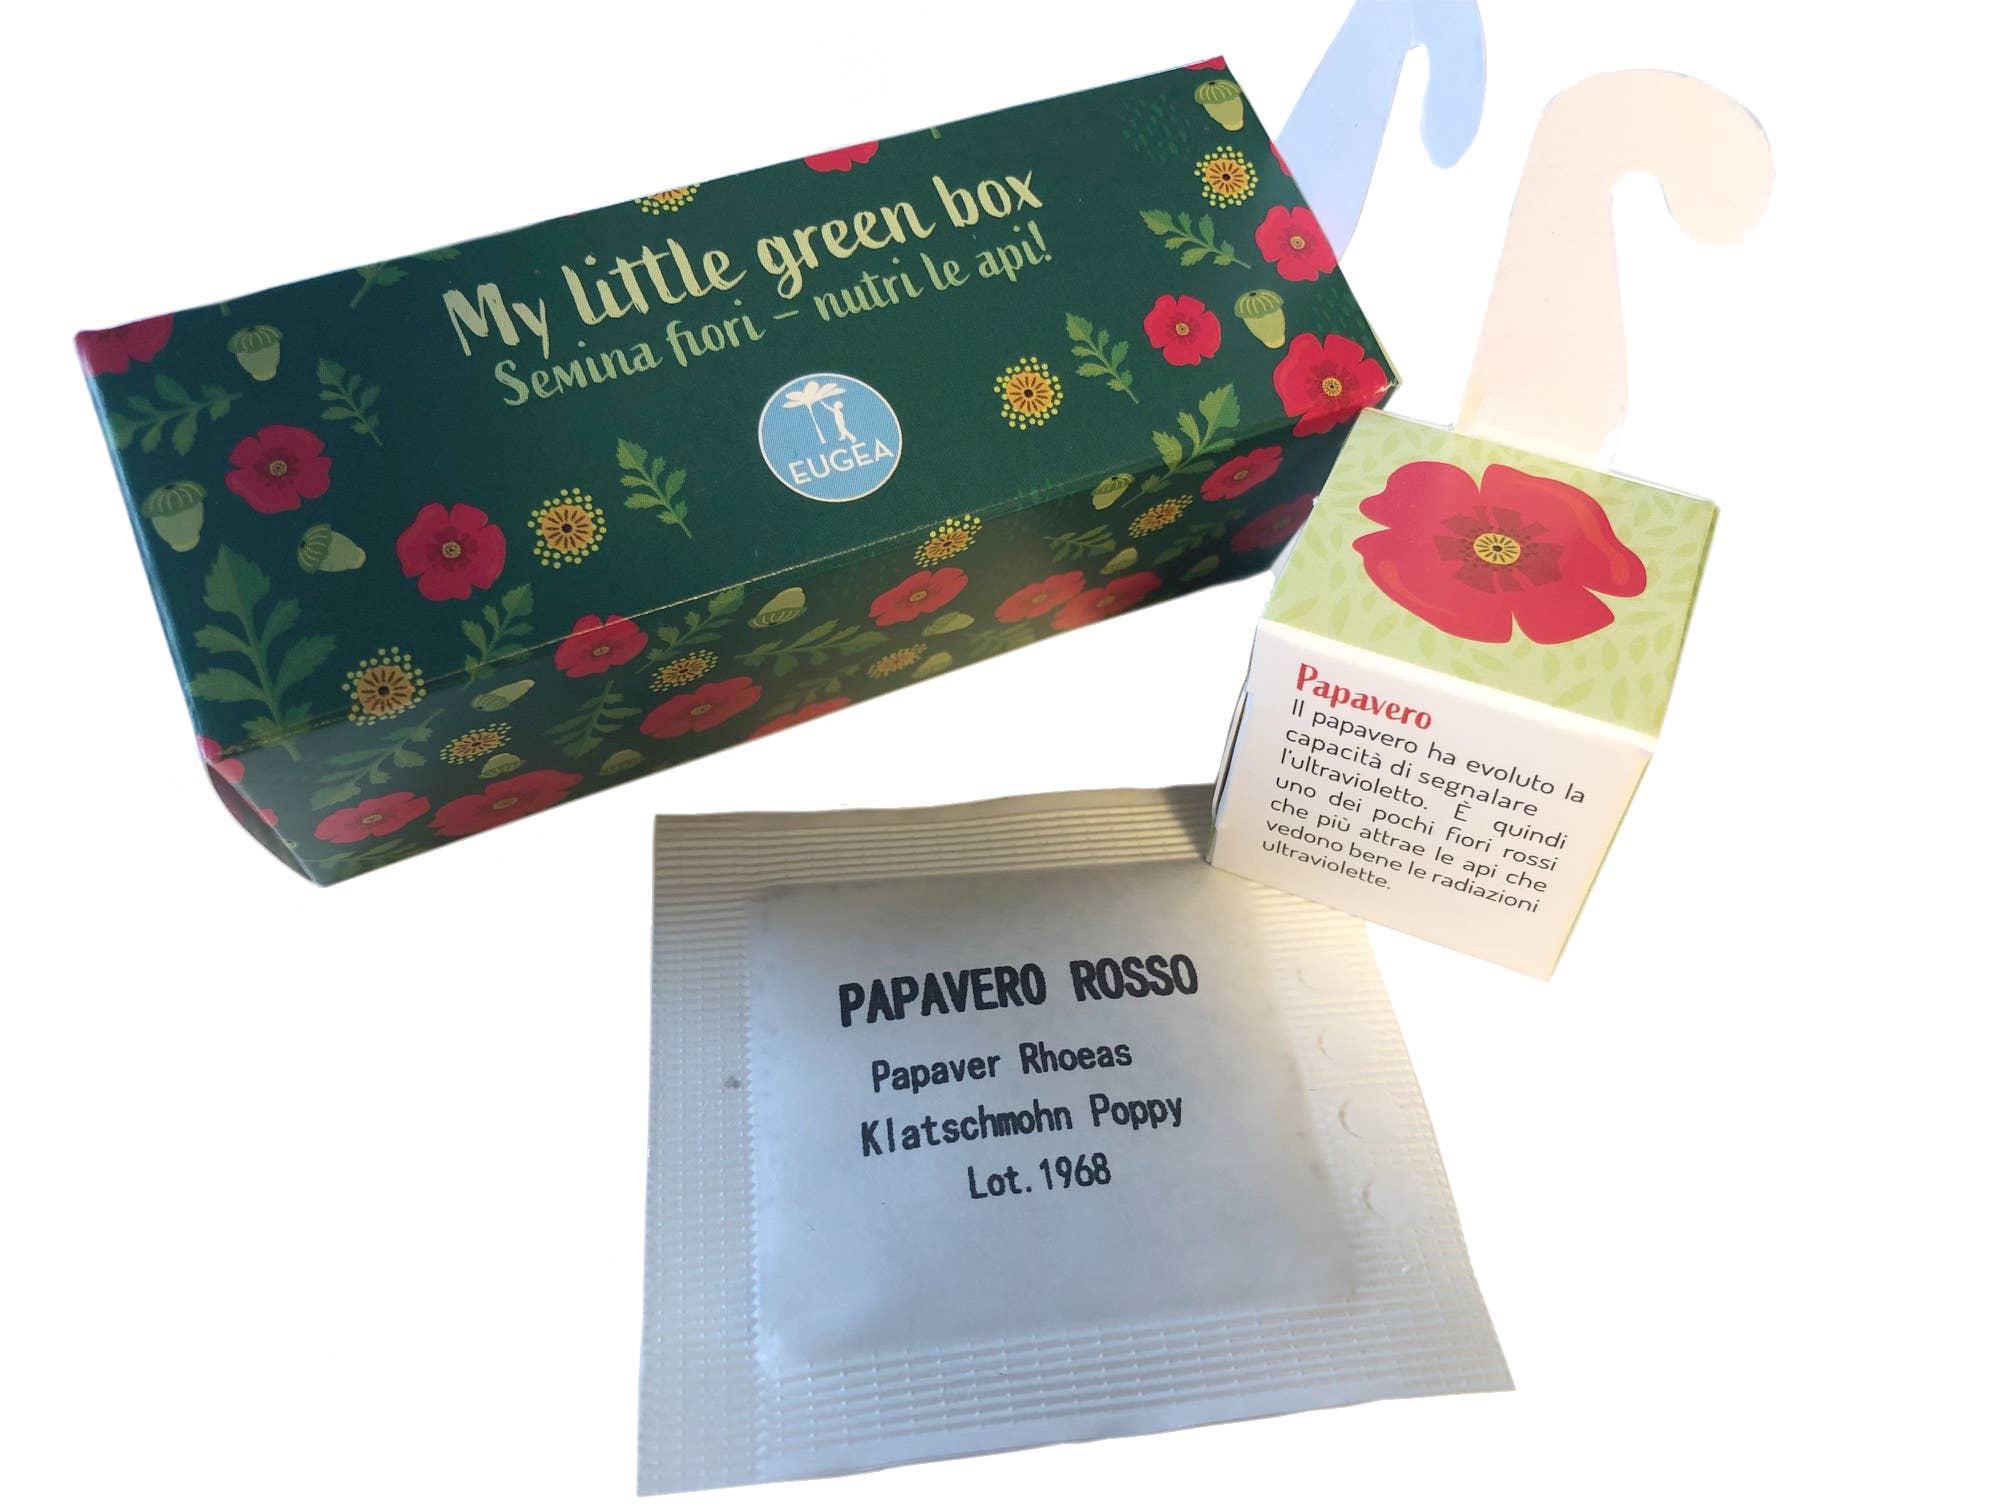 My little green box
Semina fiori – nutri le api!
EUGEA
Papavero
Il papavero ha evoluto la
capacità di segnalare
l'ultravioletto. È quindi
uno dei pochi fiori rossi
che più attrae le api che
vedono bene le radiazioni
ultraviolette.
PAPAVERO ROSSO
Papaver Rhoeas
Klatschmohn Poppy
Lot.1968